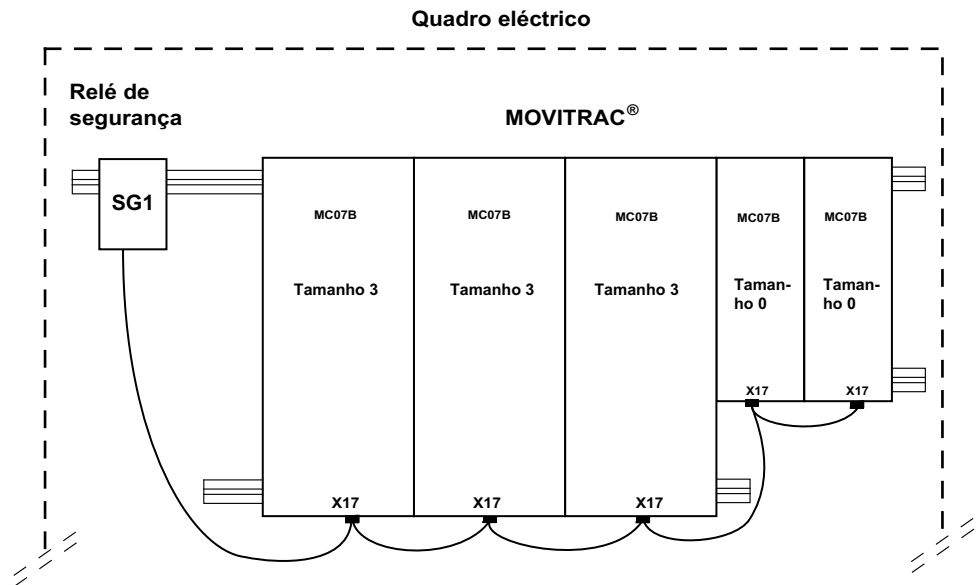 Quadro eléctrico
Relé de
segurança
MOVITRAC®
SG1
MC07B
MC07B
MC07B
MC07B
MC07B
Tamanho 3
Tamanho 3
Tamanho 3
Taman-
ho 0
Taman-
ho 0
X17
X17
X17
X17
X17